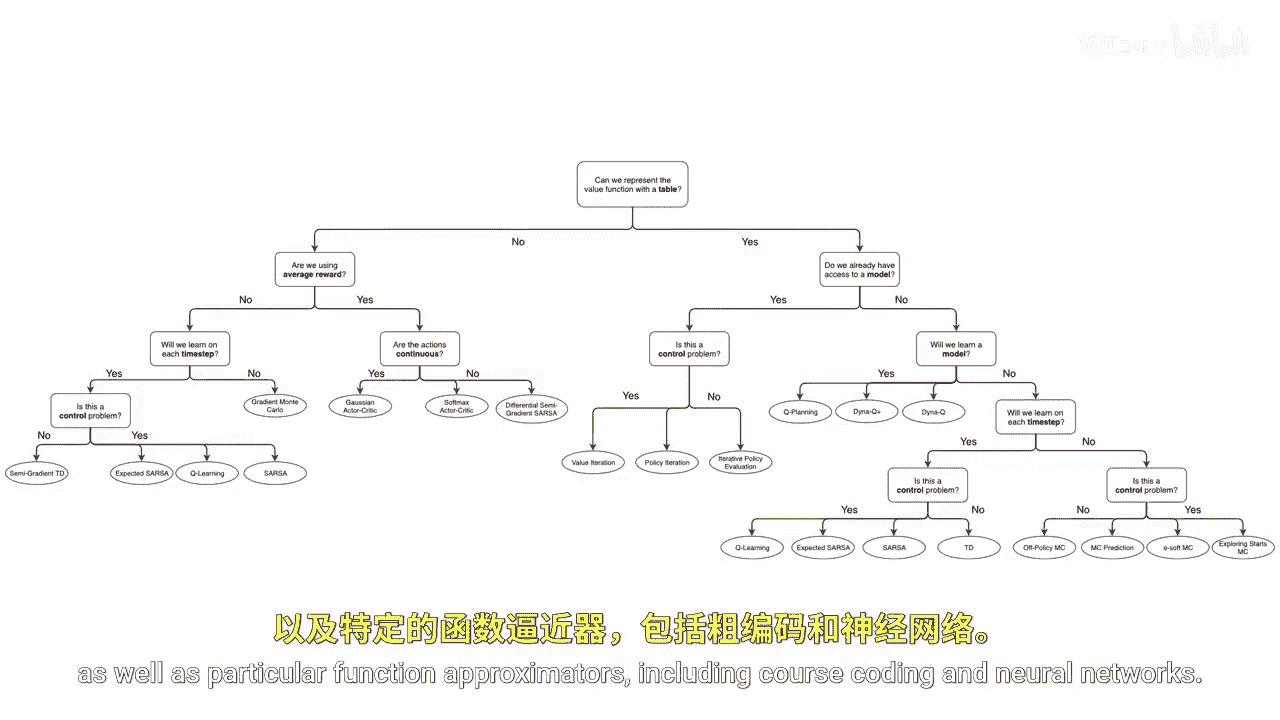 Can we represent the
value function with a table?
No
Yes
Are we using
average reward?
Do we already have
access to a model?
No
Yes
Yes
No
Will we learn on
each timestep?
Are the actions
continuous?
Is this a
control problem?
Will we learn a
model?
Yes
No
Yes
No
Yes
No
Yes
No
Is this a
control problem?
Gradient Monte
Carlo
Gaussian
Actor-Critic
Softmax
Actor-Critic
Differential Semi-
Gradient SARSA
Q-Planning
Dyna-Q+
Dyna-Q
Will we learn on
each timestep?
No
Yes
Yes
No
Semi-Gradient TD
Expected SARSA
Q-Learning
SARSA
Value Iteration
Policy Iteration
Iterative Policy
Evaluation
Is this a
control problem?
Is this a
control problem?
Yes
No
No
Yes
Q-Learning
Expected SARSA
SARSA
TD
Off-Policy MC
MC Prediction
e-soft MC
Exploring Starts
MC
以及特定的函数逼近器，包括粗编码和神经网络。
as well as particular function approximators, including course coding and neural networks.